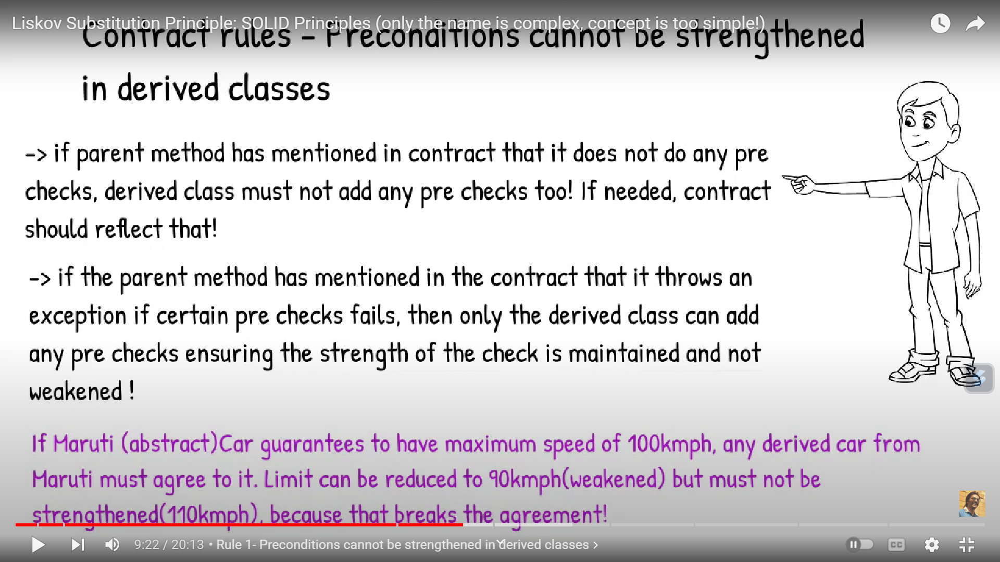 Liskov Substitution Principle: SOLID Principles (only the name is complex, concept is too simple!)
Contract rules - Preconditions cannot be strengthened
in derived classes
-> if parent method has mentioned in contract that it does not do any pre
checks, derived class must not add any pre checks too! If needed, contract
should reflect that!
-> if the parent method has mentioned in the contract that it throws an
exception if certain pre checks fails, then only the derived class can add
any pre checks ensuring the strength of the check is maintained and not
weakened !
If Maruti (abstract)Car guarantees to have maximum speed of 100kmph, any derived car from
Maruti must agree to it. Limit can be reduced to 90kmph(weakened) but must not be
strengthened(110kmph), because that breaks the agreement!
9:22 / 20:13 • Rule 1- Preconditions cannot be strengthened in derived classes >
CC